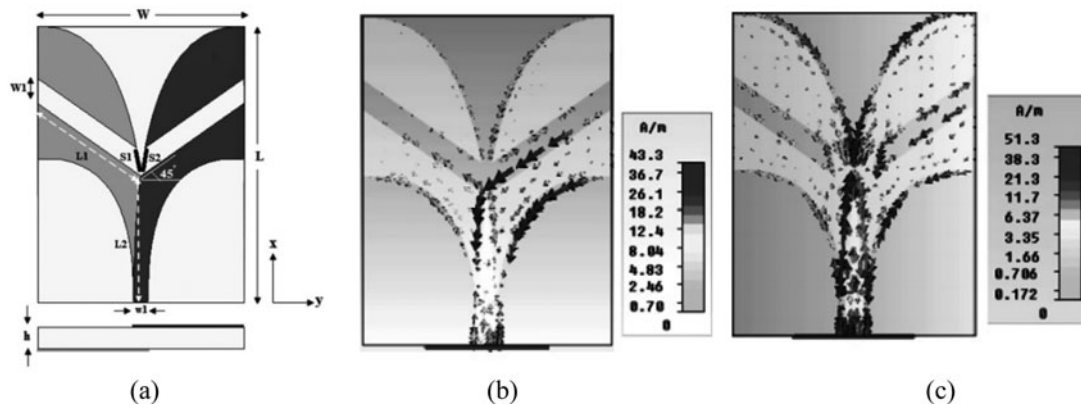 W
W1
L1
S1 S2
45
L
L2
x
y
w1
h
A/m
43.3
36.7
26.1
18.2
12.4
8.04
4.83
2.46
0.70
0
A/m
51.3
38.3
21.3
11.7
6.37
3.35
1.66
0.706
0.172
0
(a) (b) (c)